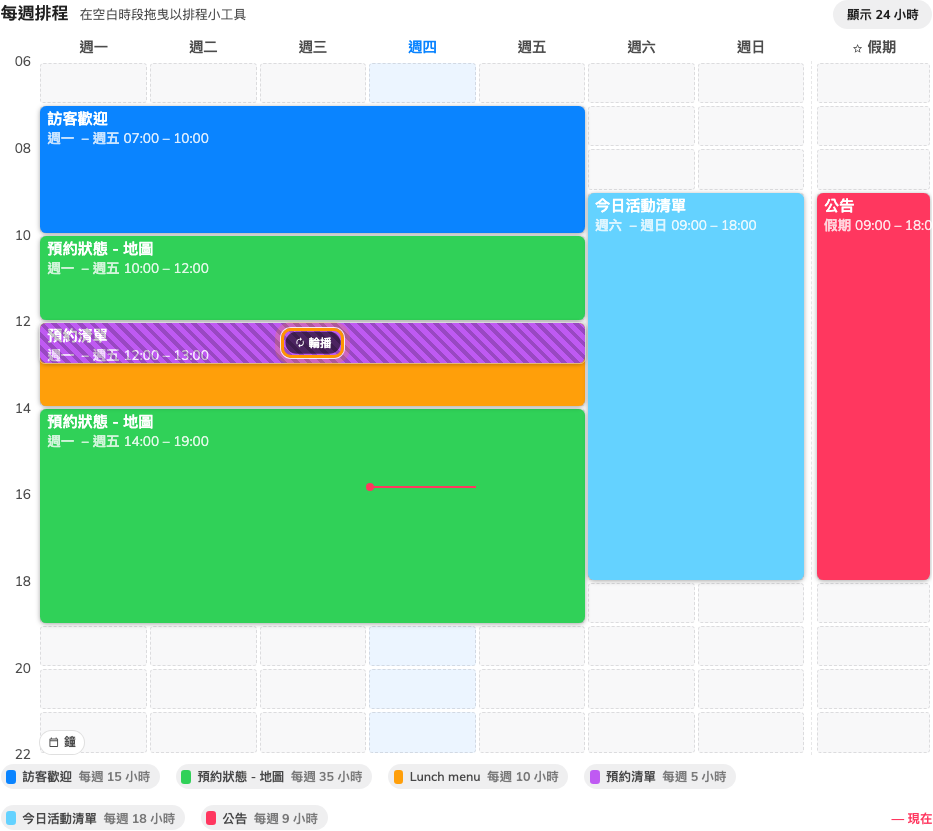 每週排程 在空白時段拖曳以排程小工具 顯示 24 小時
週一 週二 週三 週四 週五 週六 週日 ☆ 假期
06
訪客歡迎
週一 – 週五 07:00 – 10:00
08
今日活動清單
週六 – 週日 09:00 – 18:00
公告
假期 09:00 – 18:0
10
預約狀態 - 地圖
週一 – 週五 10:00 – 12:00
12
預約清單
週一 – 週五 12:00 – 13:00
輪播
14
預約狀態 - 地圖
週一 – 週五 14:00 – 19:00
16
18
20
22
鐘
訪客歡迎 每週 15 小時
預約狀態 - 地圖 每週 35 小時
Lunch menu 每週 10 小時
預約清單 每週 5 小時
今日活動清單 每週 18 小時
公告 每週 9 小時
— 現在